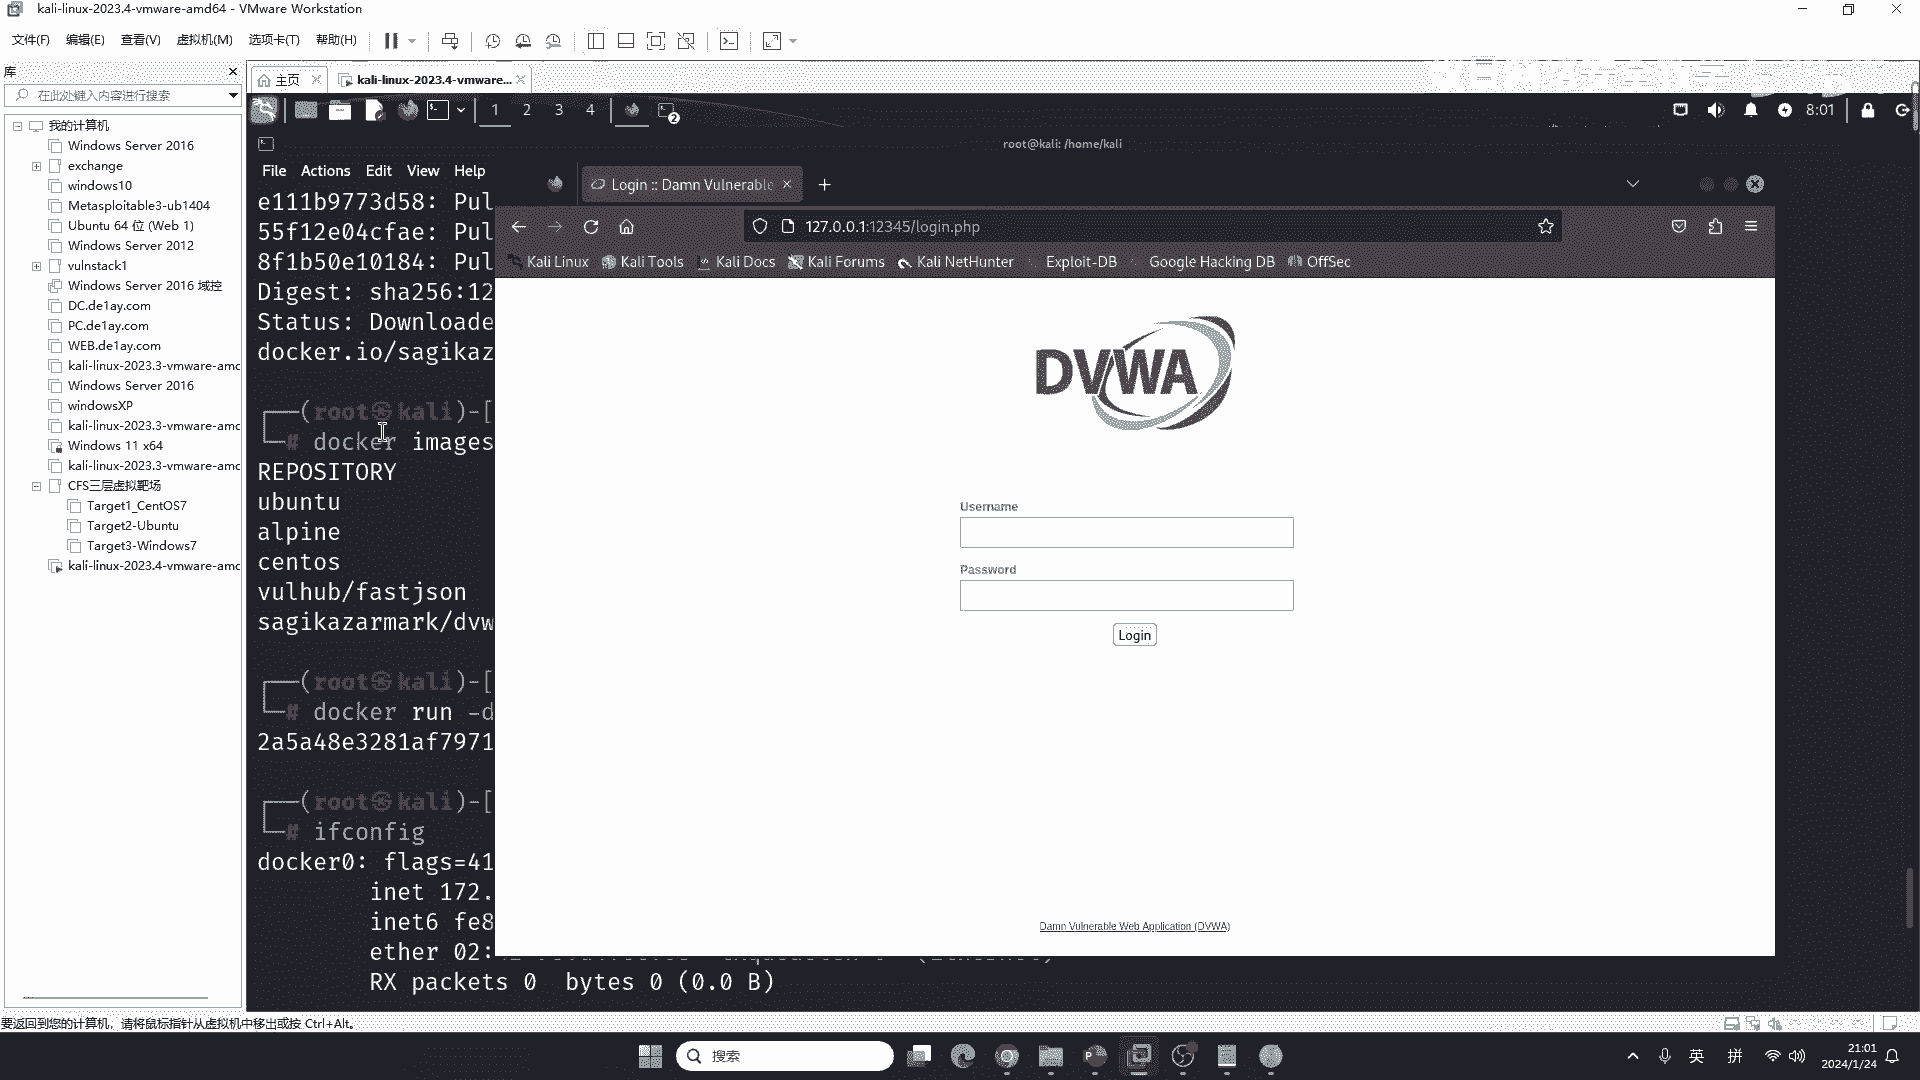 kali-linux-2023.4-vmware-amd64 - VMware Workstation
文件(F) 编辑(E) 查看(V) 虚拟机(M) 选项卡(T) 帮助(H)
库
主页
kali-linux-2023.4-vmware...
在此处键入内容进行搜索
我的计算机
Windows Server 2016
exchange
windows10
Metasploitable3-ub1404
Ubuntu 64 位 (Web 1)
Windows Server 2012
vulnstack1
Windows Server 2016 域控
DC.de1ay.com
PC.de1ay.com
WEB.de1ay.com
kali-linux-2023.3-vmware-amd
Windows Server 2016
windowsXP
kali-linux-2023.3-vmware-amd
Windows 11 x64
kali-linux-2023.3-vmware-amd
CFS三层虚拟靶场
Target1_CentOS7
Target2-Ubuntu
Target3-Windows7
kali-linux-2023.4-vmware-amd
1 2 3 4
2
8:01
root@kali: /home/kali
File Actions Edit View Help
e111b9773d58: Pul
55f12e04cfae: Pul
8f1b50e10184: Pul
Digest: sha256:12
Status: Downloade
docker.io/sagikaz
(root㉿kali)-[
# docker images
REPOSITORY
ubuntu
alpine
centos
vulhub/fastjson
sagikazarmark/dvw
(root㉿kali)-[
# docker run -d
2a5a48e3281af7971
(root㉿kali)-[
# ifconfig
docker0: flags=41
inet 172.
inet6 fe8
ether 02:
RX packets 0 bytes 0 (0.0 B)
Login :: Damn Vulnerable
127.0.0.1:12345/login.php
Kali Linux Kali Tools Kali Docs Kali Forums Kali NetHunter Exploit-DB Google Hacking DB OffSec
DVWA
Username
Password
Login
Damn Vulnerable Web Application (DVWA)
要返回到您的计算机，请将鼠标指针从虚拟机中移出或按 Ctrl+Alt。
搜索
英
拼
21:01
2024/1/24